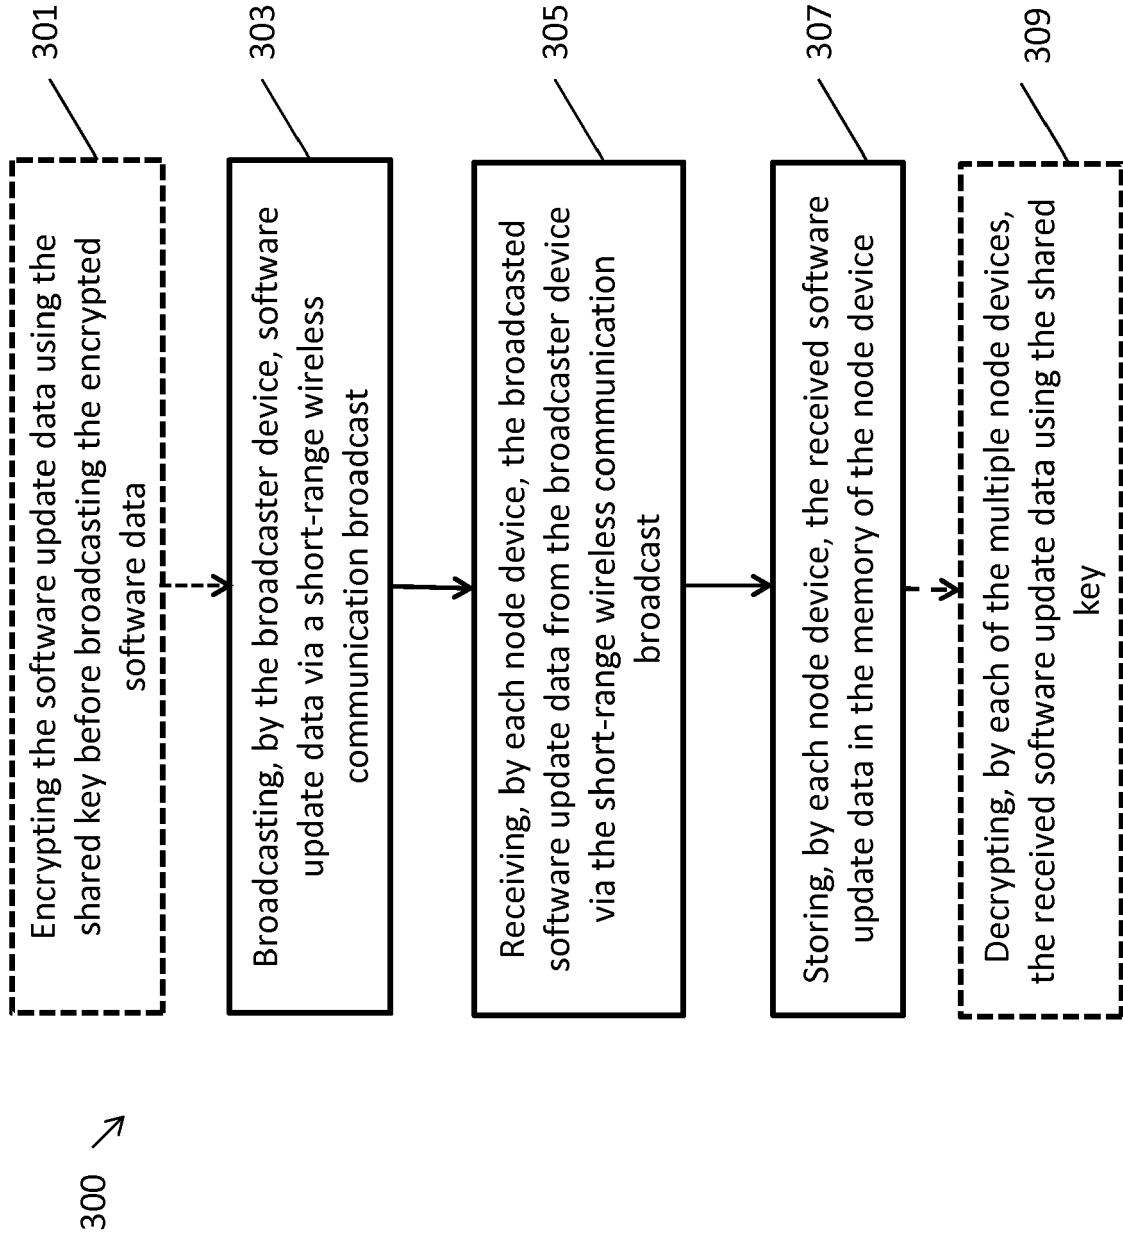 300
301
Encrypting the software update data using the
shared key before broadcasting the encrypted
software data
303
Broadcasting, by the broadcaster device, software
update data via a short-range wireless
communication broadcast
305
Receiving, by each node device, the broadcasted
software update data from the broadcaster device
via the short-range wireless communication
broadcast
307
Storing, by each node device, the received software
update data in the memory of the node device
309
Decrypting, by each of the multiple node devices,
the received software update data using the shared
key